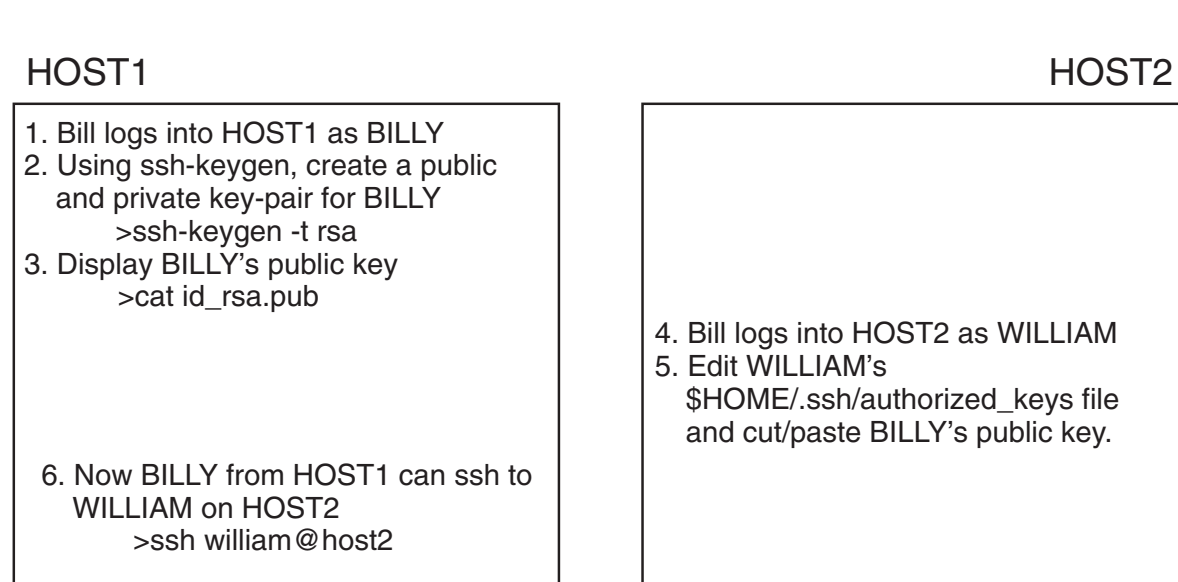 HOST1
HOST2
1. Bill logs into HOST1 as BILLY
2. Using ssh-keygen, create a public
and private key-pair for BILLY
>ssh-keygen -t rsa
3. Display BILLY’s public key
>cat id_rsa.pub
4. Bill logs into HOST2 as WILLIAM
5. Edit WILLIAM’s
$HOME/.ssh/authorized_keys file
and cut/paste BILLY’s public key.
6. Now BILLY from HOST1 can ssh to
WILLIAM on HOST2
>ssh william@host2